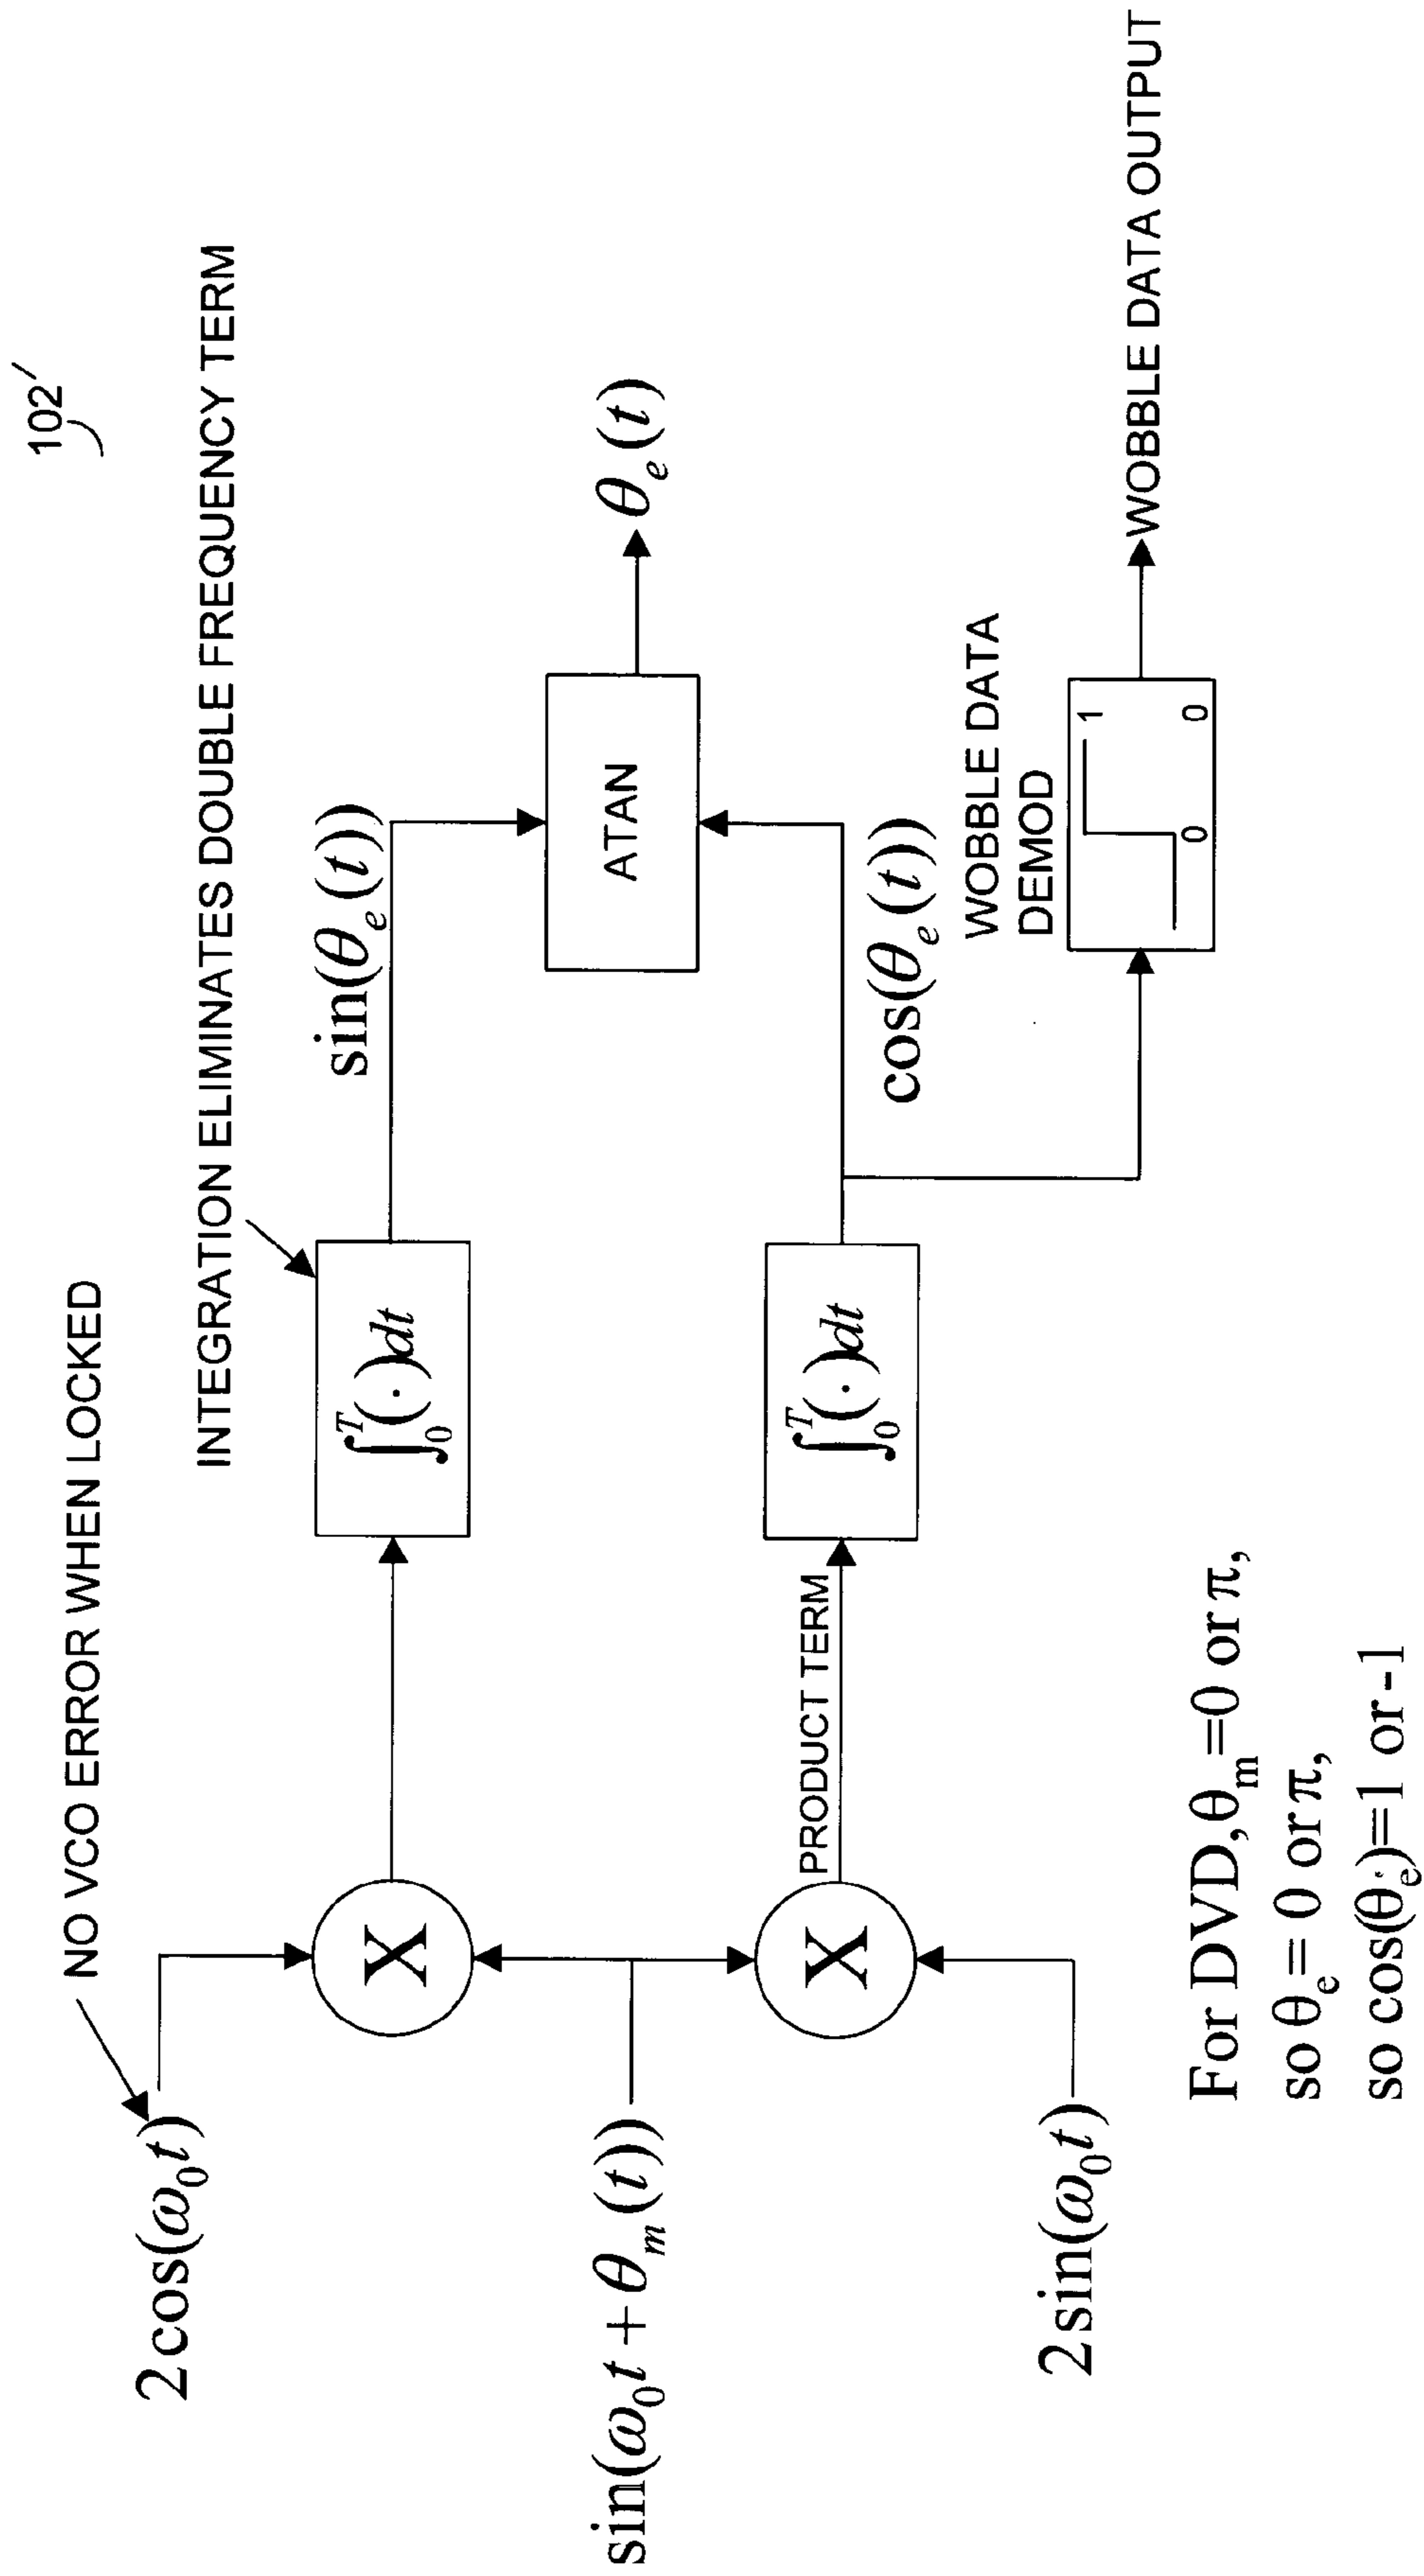 102'
NO VCO ERROR WHEN LOCKED
INTEGRATION ELIMINATES DOUBLE FREQUENCY TERM
2cos(ω₀t)
sin(θₑ(t))
X
∫₀ᵀ(·)dt
ATAN
θₑ(t)
sin(ω₀t + θₘ(t))
X
PRODUCT TERM
∫₀ᵀ(·)dt
cos(θₑ(t))
WOBBLE DATA
DEMOD
1
0
0
WOBBLE DATA OUTPUT
2sin(ω₀t)
For DVD,θₘ=0 or π,
so θₑ= 0 or π,
so cos(θₑ)=1 or -1